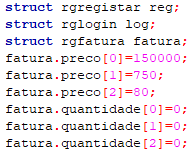 struct rgregistar reg;
struct rglogin log;
struct rgfatura fatura;
fatura.preco[0]=150000;
fatura.preco[1]=750;
fatura.preco[2]=80;
fatura.quantidade[0]=0;
fatura.quantidade[1]=0;
fatura.quantidade[2]=0;